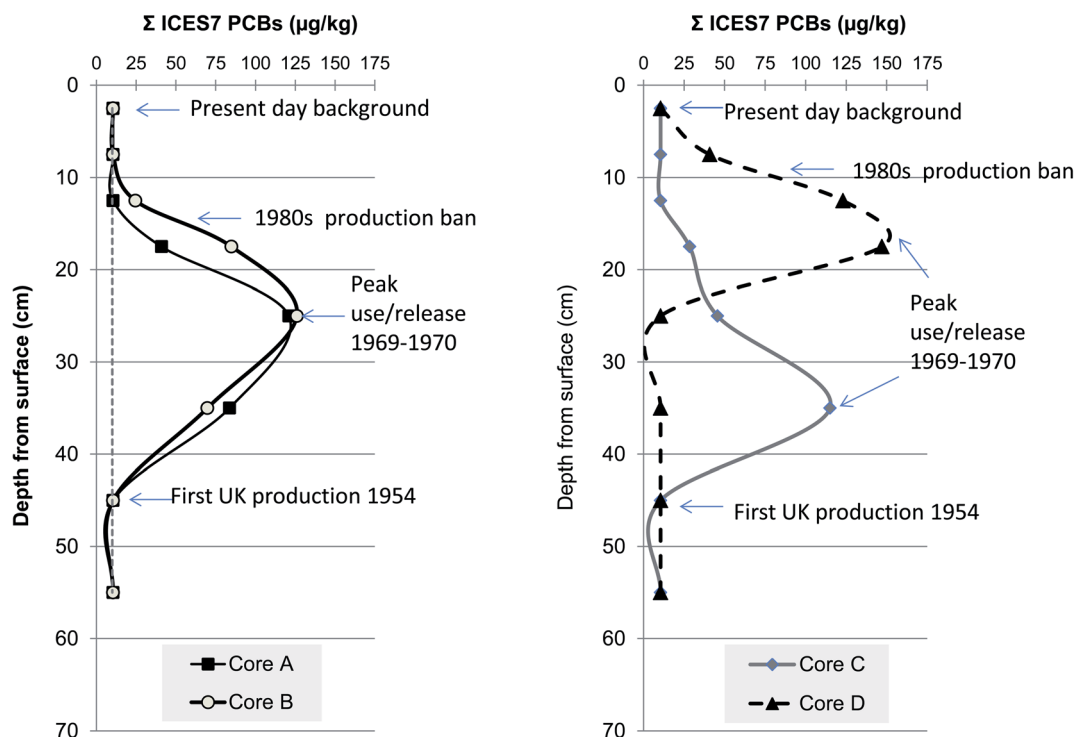 Σ ICES7 PCBs (µg/kg)
0 25 50 75 100 125 150 175
0
10
20
30
40
50
60
70
Depth from surface (cm)
Present day background
1980s production ban
Peak
use/release
1969-1970
First UK production 1954
Core A
Core B
Σ ICES7 PCBs (µg/kg)
0 25 50 75 100 125 150 175
0
10
20
30
40
50
60
70
Depth from surface (cm)
Present day background
1980s production ban
Peak
use/release
1969-1970
First UK production 1954
Core C
Core D